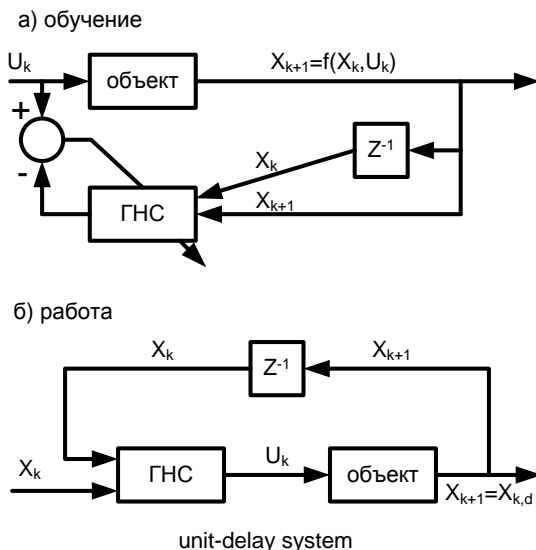 а) обучение
U_k
X_{k+1}=f(X_k,U_k)
объект
+
Z^{-1}
X_k
-
ГНС
X_{k+1}
б) работа
X_k
Z^{-1}
X_{k+1}
ГНС
U_k
объект
X_k
X_{k+1}=X_{k,d}
unit-delay system